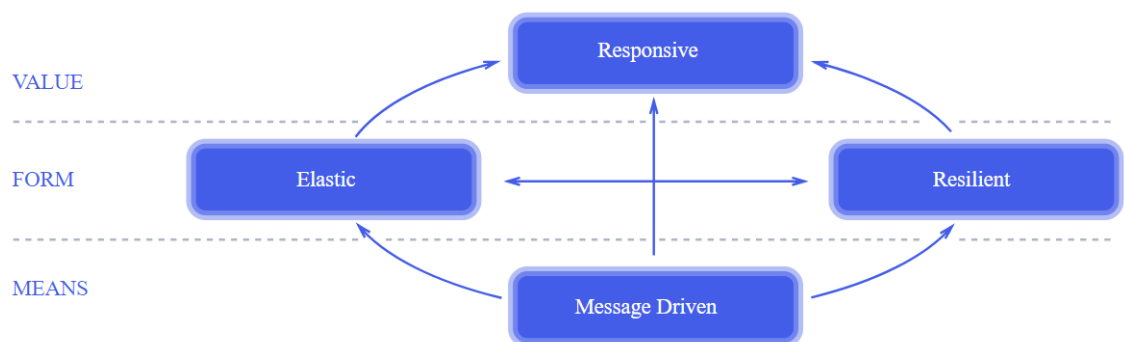 Responsive
VALUE
FORM
Elastic
Resilient
MEANS
Message Driven